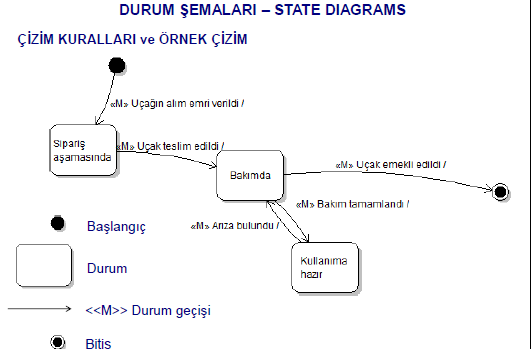 DURUM ŞEMALARI – STATE DIAGRAMS
ÇİZİM KURALLARI ve ÖRNEK ÇİZİM
«M» Uçağın alım emri verildi /
Sipariş
aşamasında
«M» Uçak teslim edildi /
Bakımda
«M» Uçak emekli edildi /
«M» Bakım tamamlandı /
«M» Arıza bulundu /
Kullanıma
hazır
Başlangıç
Durum
<<M>> Durum geçişi
Bitis